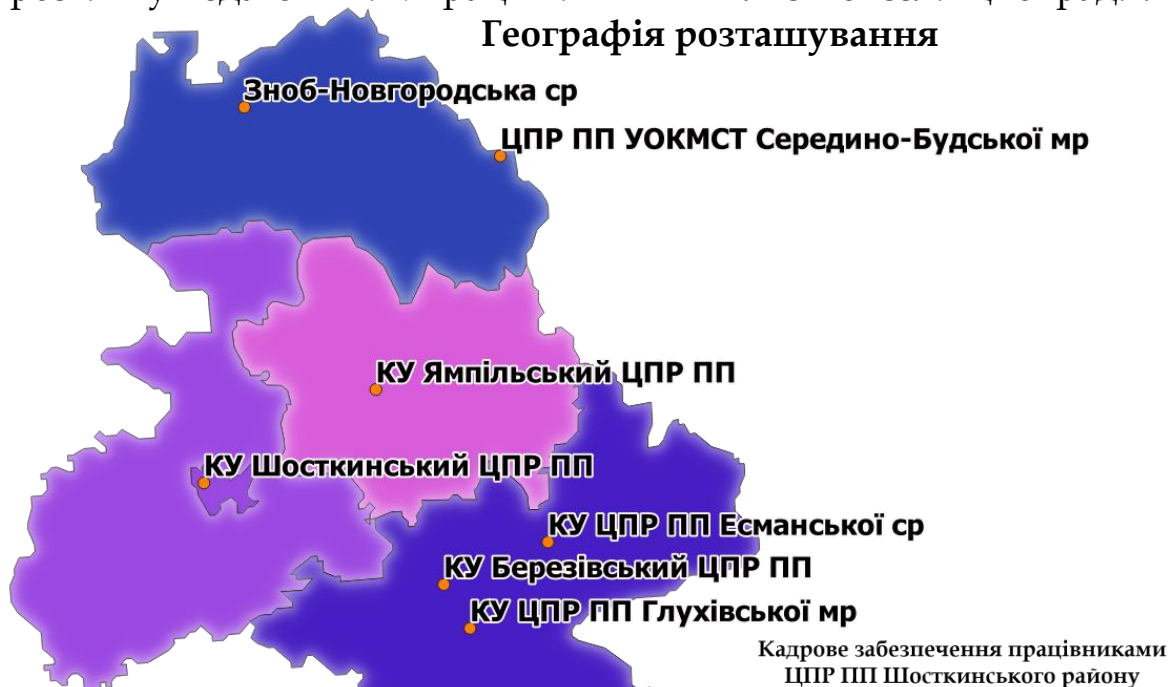 Географія розташування
Зноб-Новгородська ср
ЦПР ПП УОКМСТ Середино-Будської мр
КУ Ямпільський ЦПР ПП
КУ Шосткинський ЦПР ПП
КУ ЦПР ПП Есманської ср
КУ Березівський ЦПР ПП
КУ ЦПР ПП Глухівської мр
Кадрове забезпечення працівниками
ЦПР ПП Шосткинського району